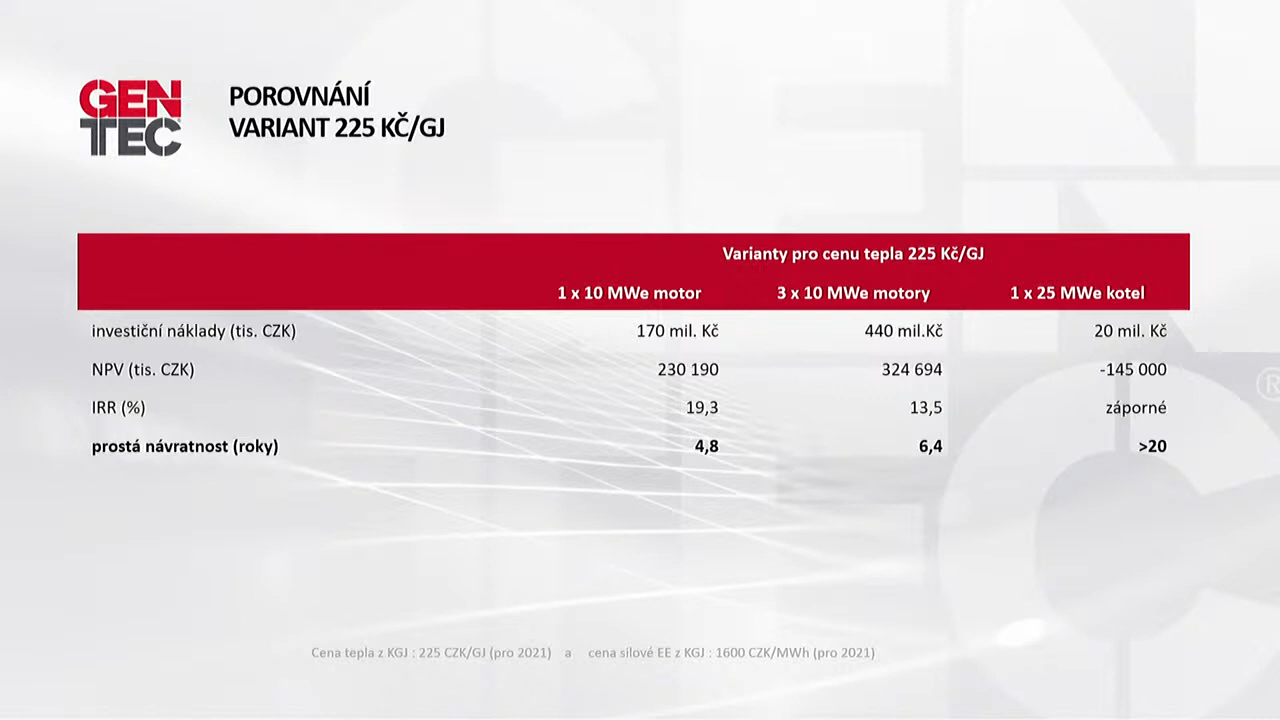 GEN
TEC
POROVNÁNÍ
VARIANT 225 KČ/GJ
Varianty pro cenu tepla 225 Kč/GJ
1 x 10 MWe motor 3 x 10 MWe motory 1 x 25 MWe kotel
investiční náklady (tis. CZK) 170 mil. Kč 440 mil.Kč 20 mil. Kč
NPV (tis. CZK) 230 190 324 694 -145 000
IRR (%) 19,3 13,5 záporné
prostá návratnost (roky) 4,8 6,4 >20
®
Cena tepla z KGJ : 225 CZK/GJ (pro 2021) a cena silové EE z KGJ : 1600 CZK/MWh (pro 2021)